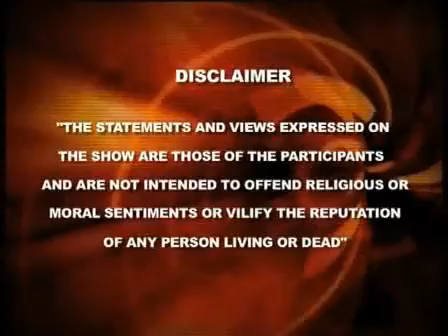 DISCLAIMER
"THE STATEMENTS AND VIEWS EXPRESSED ON
THE SHOW ARE THOSE OF THE PARTICIPANTS
AND ARE NOT INTENDED TO OFFEND RELIGIOUS OR
MORAL SENTIMENTS OR VILIFY THE REPUTATION
OF ANY PERSON LIVING OR DEAD"